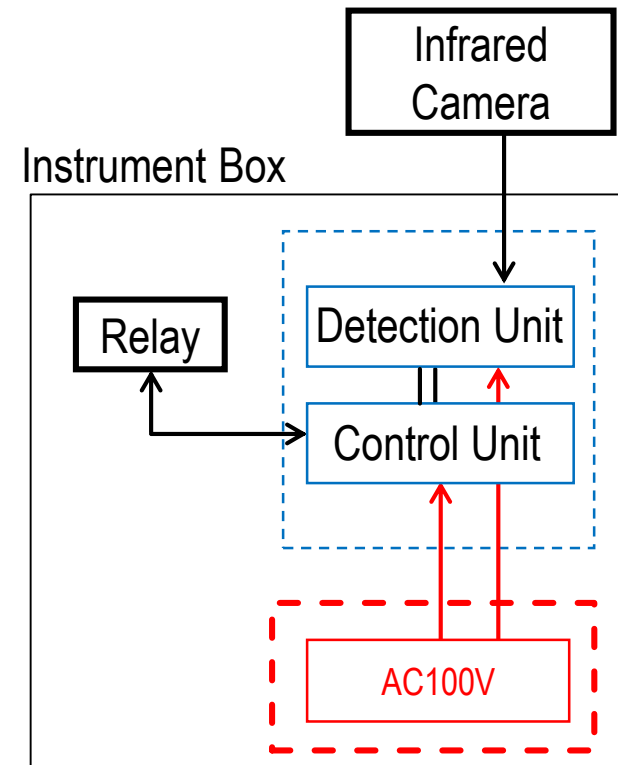 Infrared
Camera
Instrument Box
Relay
Detection Unit
Control Unit
AC100V